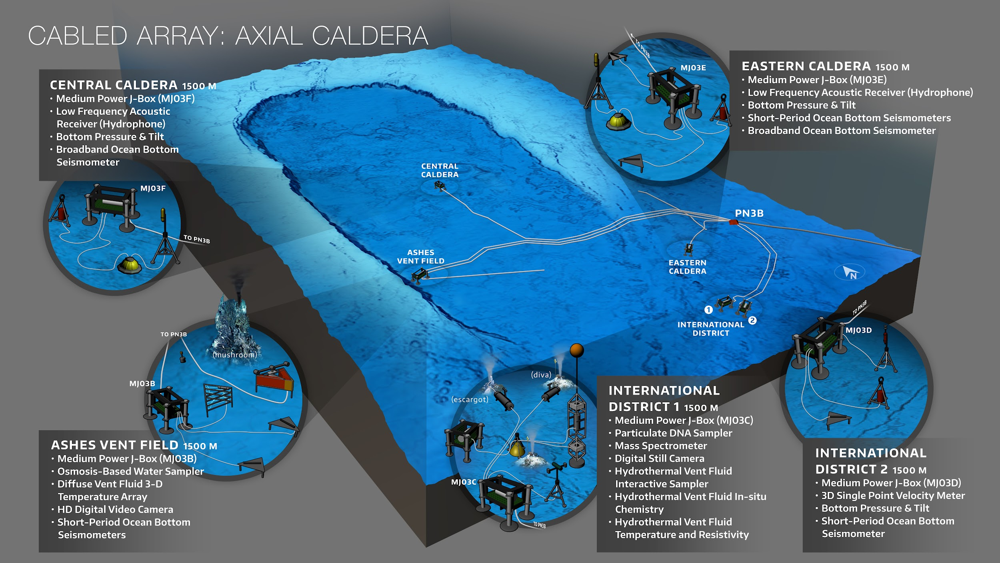 CABLED ARRAY: AXIAL CALDERA
CENTRAL CALDERA 1500 M
• Medium Power J-Box (MJ03F)
• Low Frequency Acoustic
Receiver (Hydrophone)
• Bottom Pressure & Tilt
• Broadband Ocean Bottom
Seismometer
MJ03F
TO PN3B
TO PN3B
MJ03E
EASTERN CALDERA 1500 M
• Medium Power J-Box (MJ03E)
• Low Frequency Acoustic Receiver (Hydrophone)
• Bottom Pressure & Tilt
• Short-Period Ocean Bottom Seismometers
• Broadband Ocean Bottom Seismometer
CENTRAL
CALDERA
PN3B
ASHES
VENT FIELD
EASTERN
CALDERA
N
1
2
INTERNATIONAL
DISTRICT
TO PN3B
(mushroom)
MJ03B
ASHES VENT FIELD 1500 M
• Medium Power J-Box (MJ03B)
• Osmosis-Based Water Sampler
• Diffuse Vent Fluid 3-D
Temperature Array
• HD Digital Video Camera
• Short-Period Ocean Bottom
Seismometers
(diva)
(escargot)
MJ03C
TO PN3B
INTERNATIONAL
DISTRICT 1 1500 M
• Medium Power J-Box (MJ03C)
• Particulate DNA Sampler
• Mass Spectrometer
• Digital Still Camera
• Hydrothermal Vent Fluid
Interactive Sampler
• Hydrothermal Vent Fluid In-situ
Chemistry
• Hydrothermal Vent Fluid
Temperature and Resistivity
TO PN3B
MJ03D
INTERNATIONAL
DISTRICT 2 1500 M
• Medium Power J-Box (MJ03D)
• 3D Single Point Velocity Meter
• Bottom Pressure & Tilt
• Short-Period Ocean Bottom
Seismometer